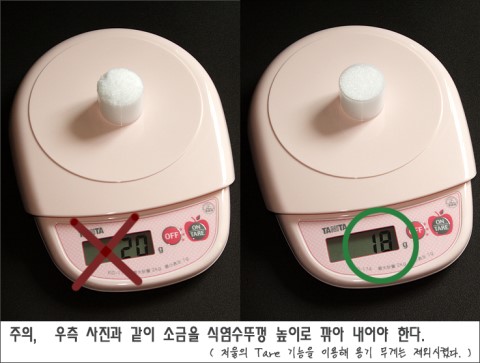 TANITA
20 g
OFF
ON
TARE
TANITA
18 g
OFF
ON
TARE
주의, 우측 사진과 같이 소금을 식염수뚜껑 높이로 깎아 내어야 한다.
( 저울의 Tare 기능을 이용해 용기 무게는 제외시켰다. )